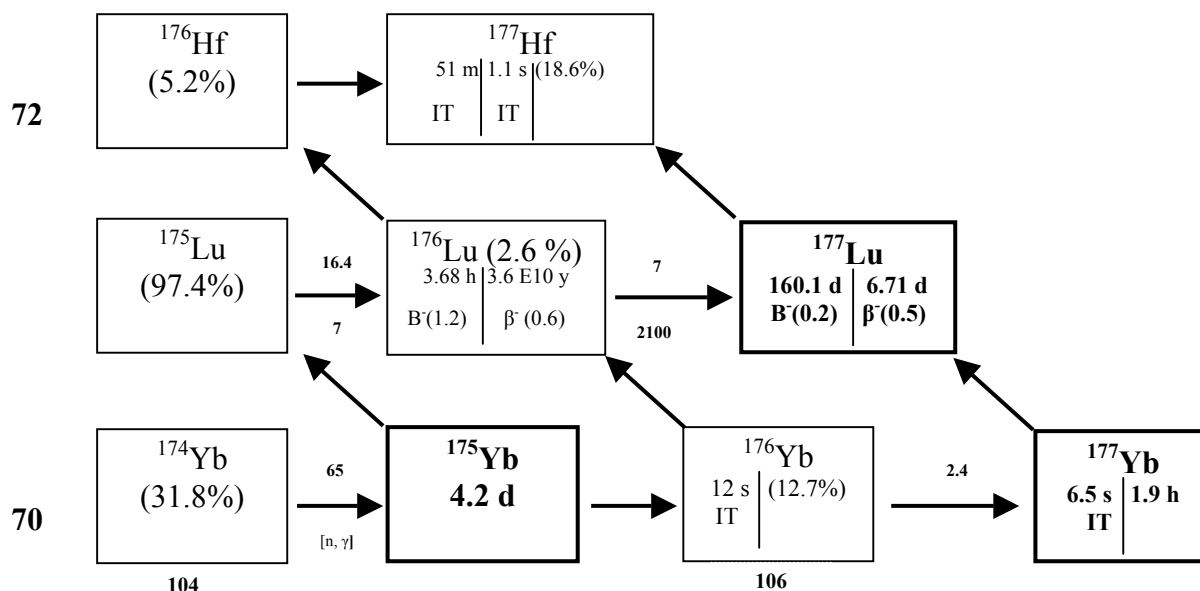 ¹⁷⁶Hf
(5.2%)
¹⁷⁷Hf
51 m 1.1 s (18.6%)
IT IT
72
¹⁷⁵Lu
(97.4%)
16.4
7
¹⁷⁶Lu (2.6 %)
3.68 h 3.6 E10 y
B⁻(1.2) β⁻ (0.6)
7
2100
¹⁷⁷Lu
160.1 d 6.71 d
B⁻(0.2) β⁻(0.5)
¹⁷⁴Yb
(31.8%)
65
[n, γ]
¹⁷⁵Yb
4.2 d
¹⁷⁶Yb
12 s (12.7%)
IT
2.4
¹⁷⁷Yb
6.5 s 1.9 h
IT
70
104
106